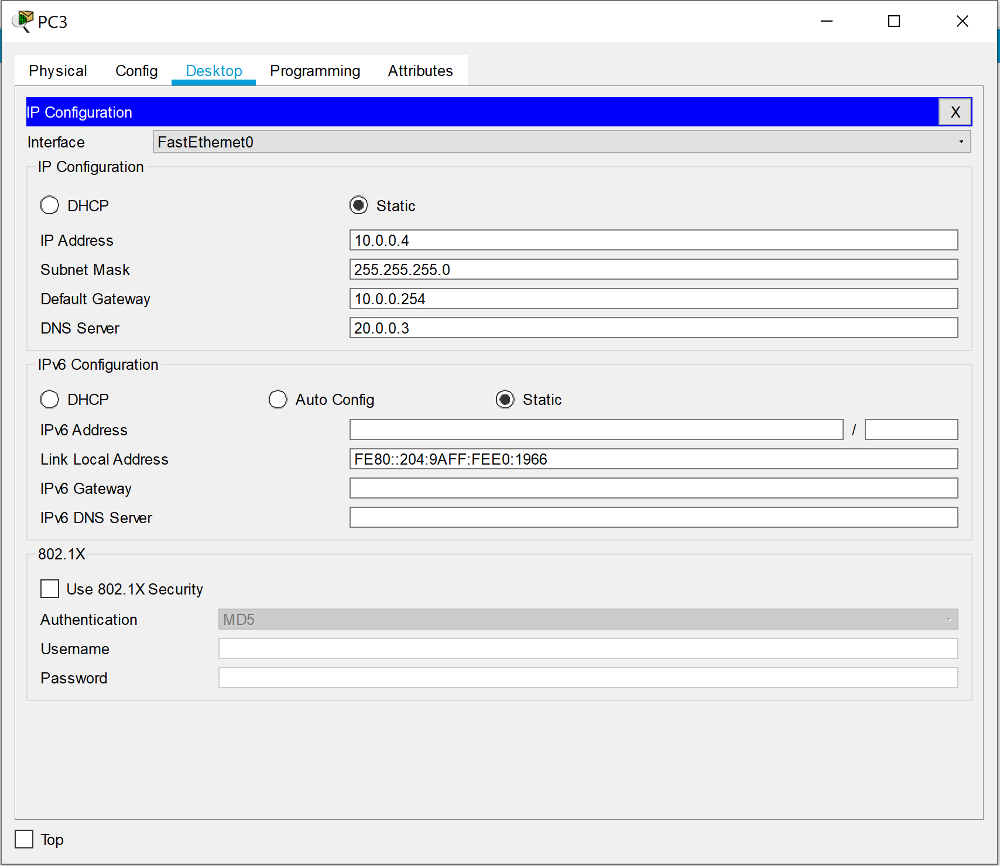 PC3
Physical Config Desktop Programming Attributes
IP Configuration X
Interface FastEthernet0
IP Configuration
DHCP Static
IP Address 10.0.0.4
Subnet Mask 255.255.255.0
Default Gateway 10.0.0.254
DNS Server 20.0.0.3
IPv6 Configuration
DHCP Auto Config Static
IPv6 Address /
Link Local Address FE80::204:9AFF:FEE0:1966
IPv6 Gateway
IPv6 DNS Server
802.1X
Use 802.1X Security
Authentication MD5
Username
Password
Top